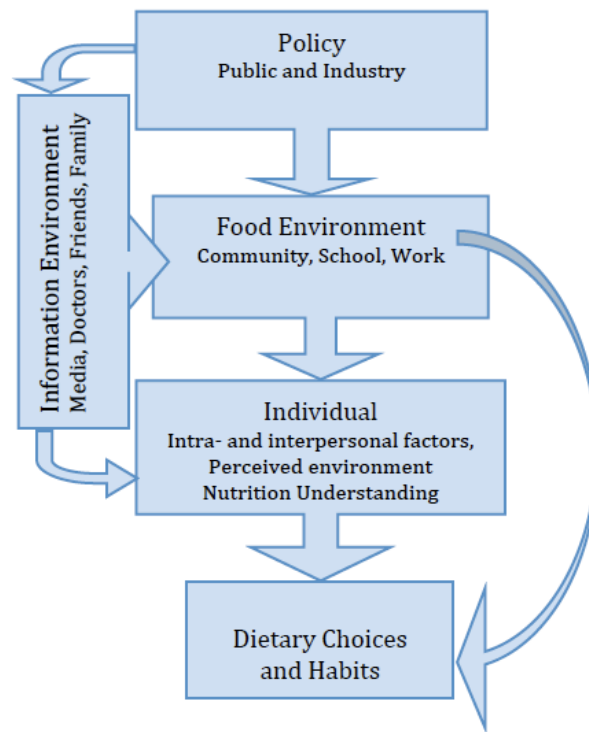 Policy
Public and Industry
Information Environment
Media, Doctors, Friends, Family
Food Environment
Community, School, Work
Individual
Intra- and interpersonal factors,
Perceived environment
Nutrition Understanding
Dietary Choices
and Habits